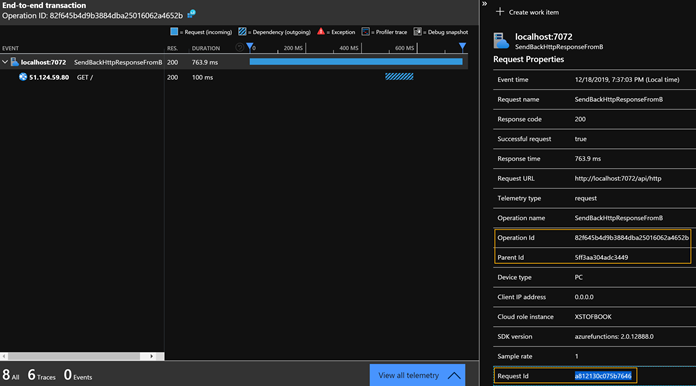 End-to-end transaction
Operation ID: 82f645b4d9b3884dba25016062a4652b
= Request (incoming) = Dependency (outgoing) = Exception = Profiler trace = Debug snapshot
EVENT RES. DURATION 0 200 MS 400 MS 600 MS
localhost:7072 SendBackHttpResponseFromB 200 763.9 ms
51.124.59.80 GET / 200 100 ms
8 All 6 Traces 0 Events
View all telemetry
»
+ Create work item
localhost:7072
SendBackHttpResponseFromB
Request Properties
Event time 12/18/2019, 7:37:03 PM (Local time)
Request name SendBackHttpResponseFromB
Response code 200
Successful request true
Response time 763.9 ms
Request URL http://localhost:7072/api/http
Telemetry type request
Operation name SendBackHttpResponseFromB
Operation Id 82f645b4d9b3884dba25016062a4652b
Parent Id 5ff3aa304adc3449
Device type PC
Client IP address 0.0.0.0
Cloud role instance XSTOFBOOK
SDK version azurefunctions: 2.0.12888.0
Sample rate 1
Request Id a812130c075b7646